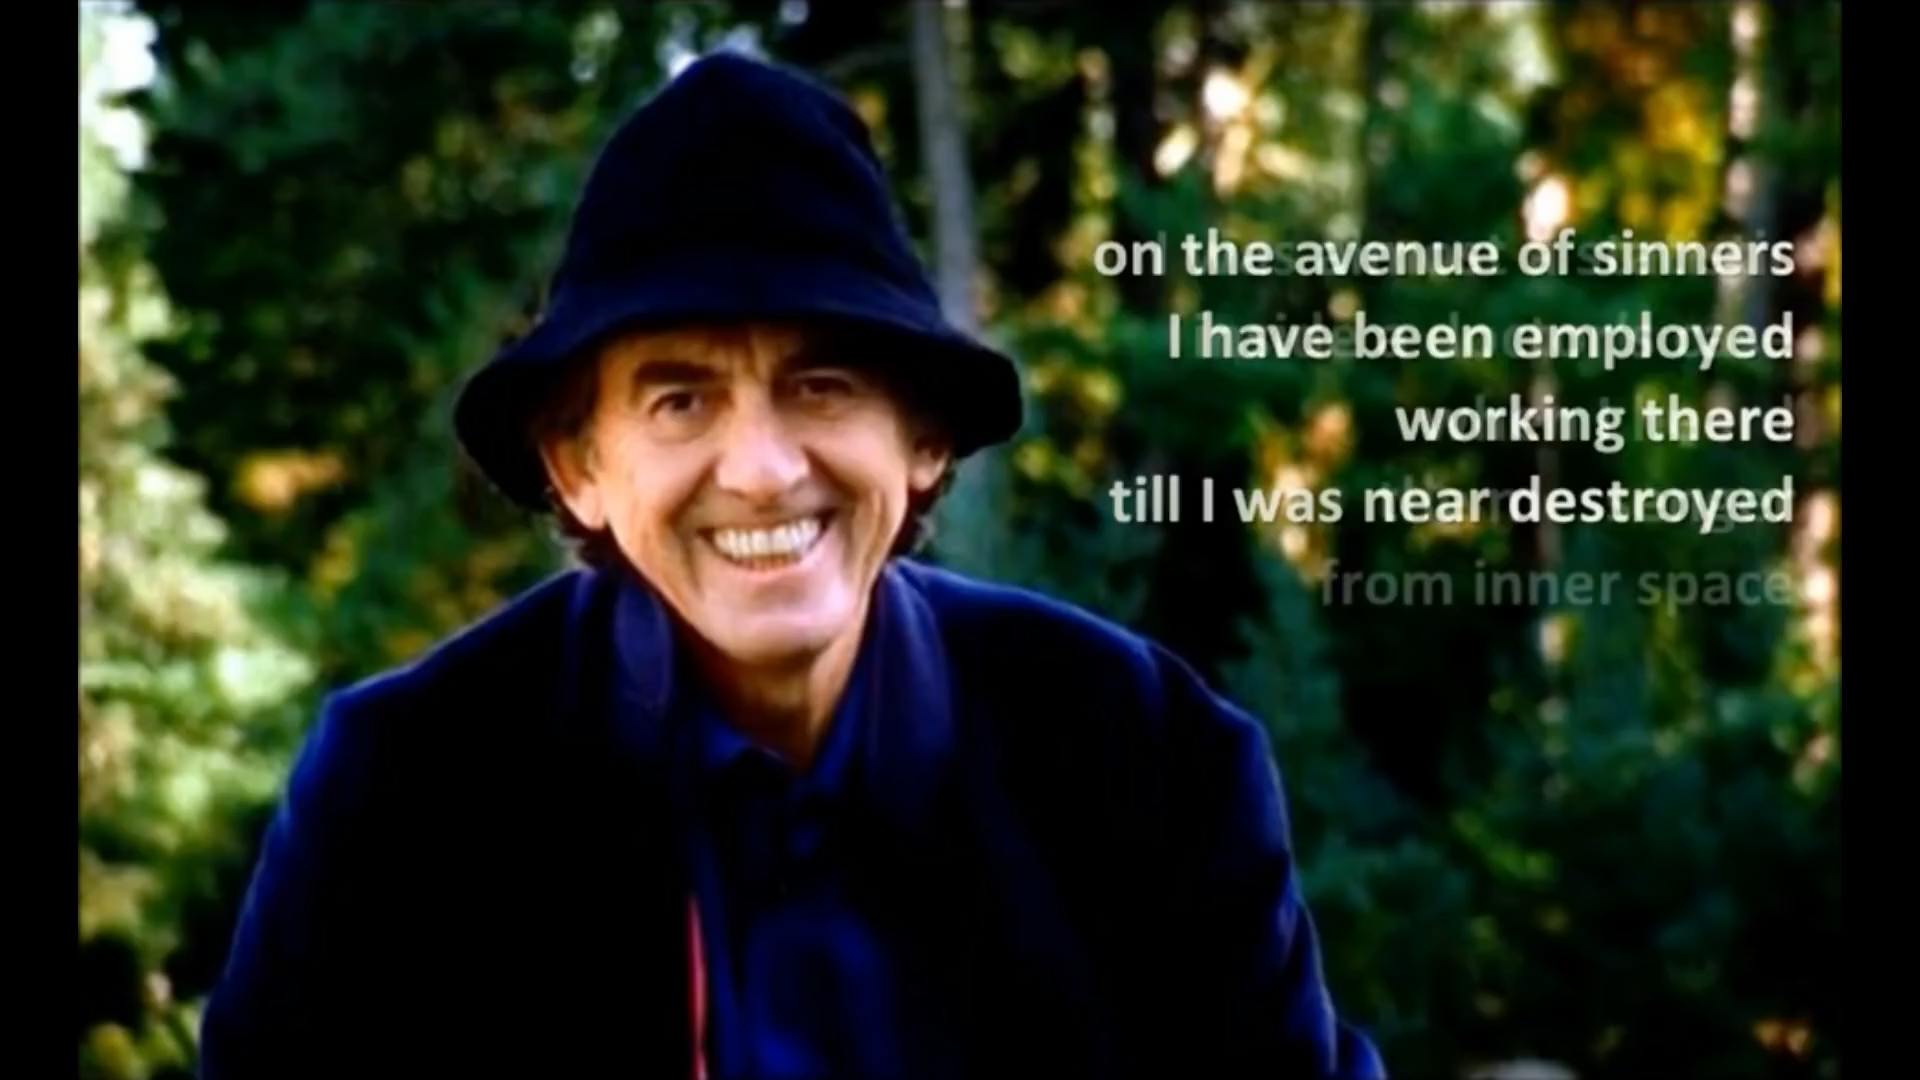 on the avenue of sinners
I have been employed
working there
till I was near destroyed
from inner space